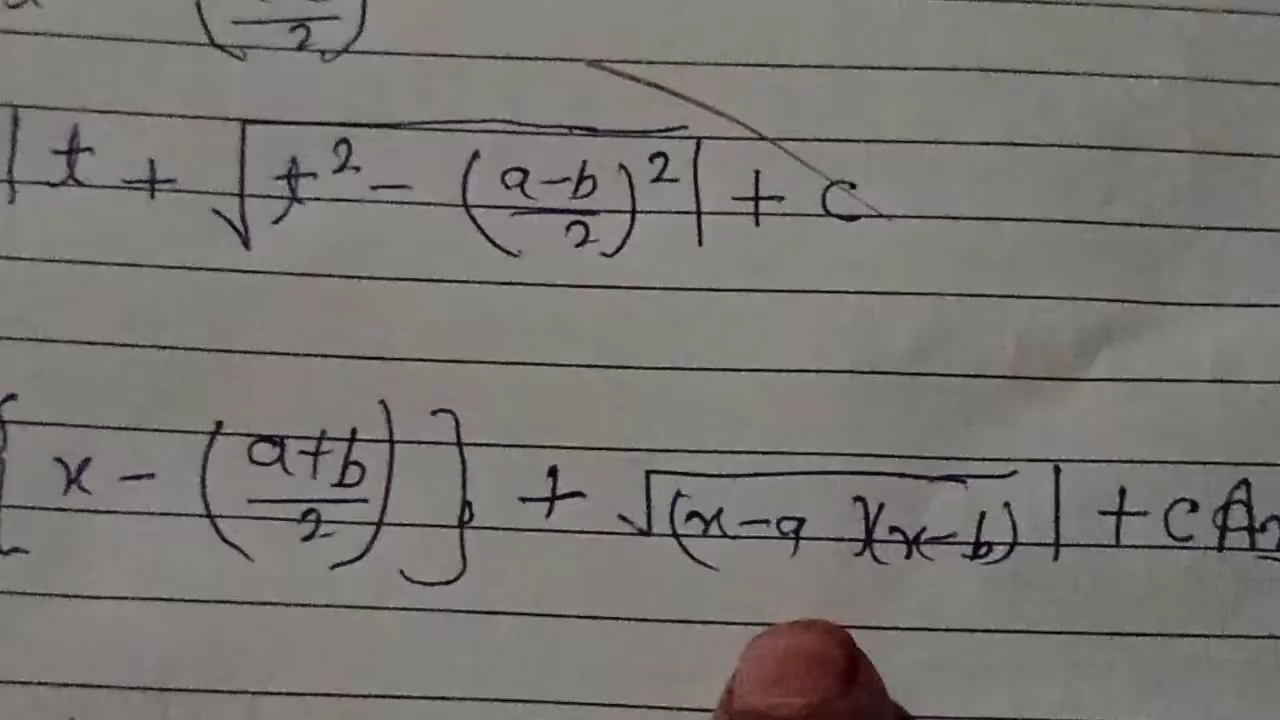 2)
| t + √(t² - ((a-b)/2)²) | + c
[ x - ((a+b)/2) } + √((x-a)(x-b)) | + c